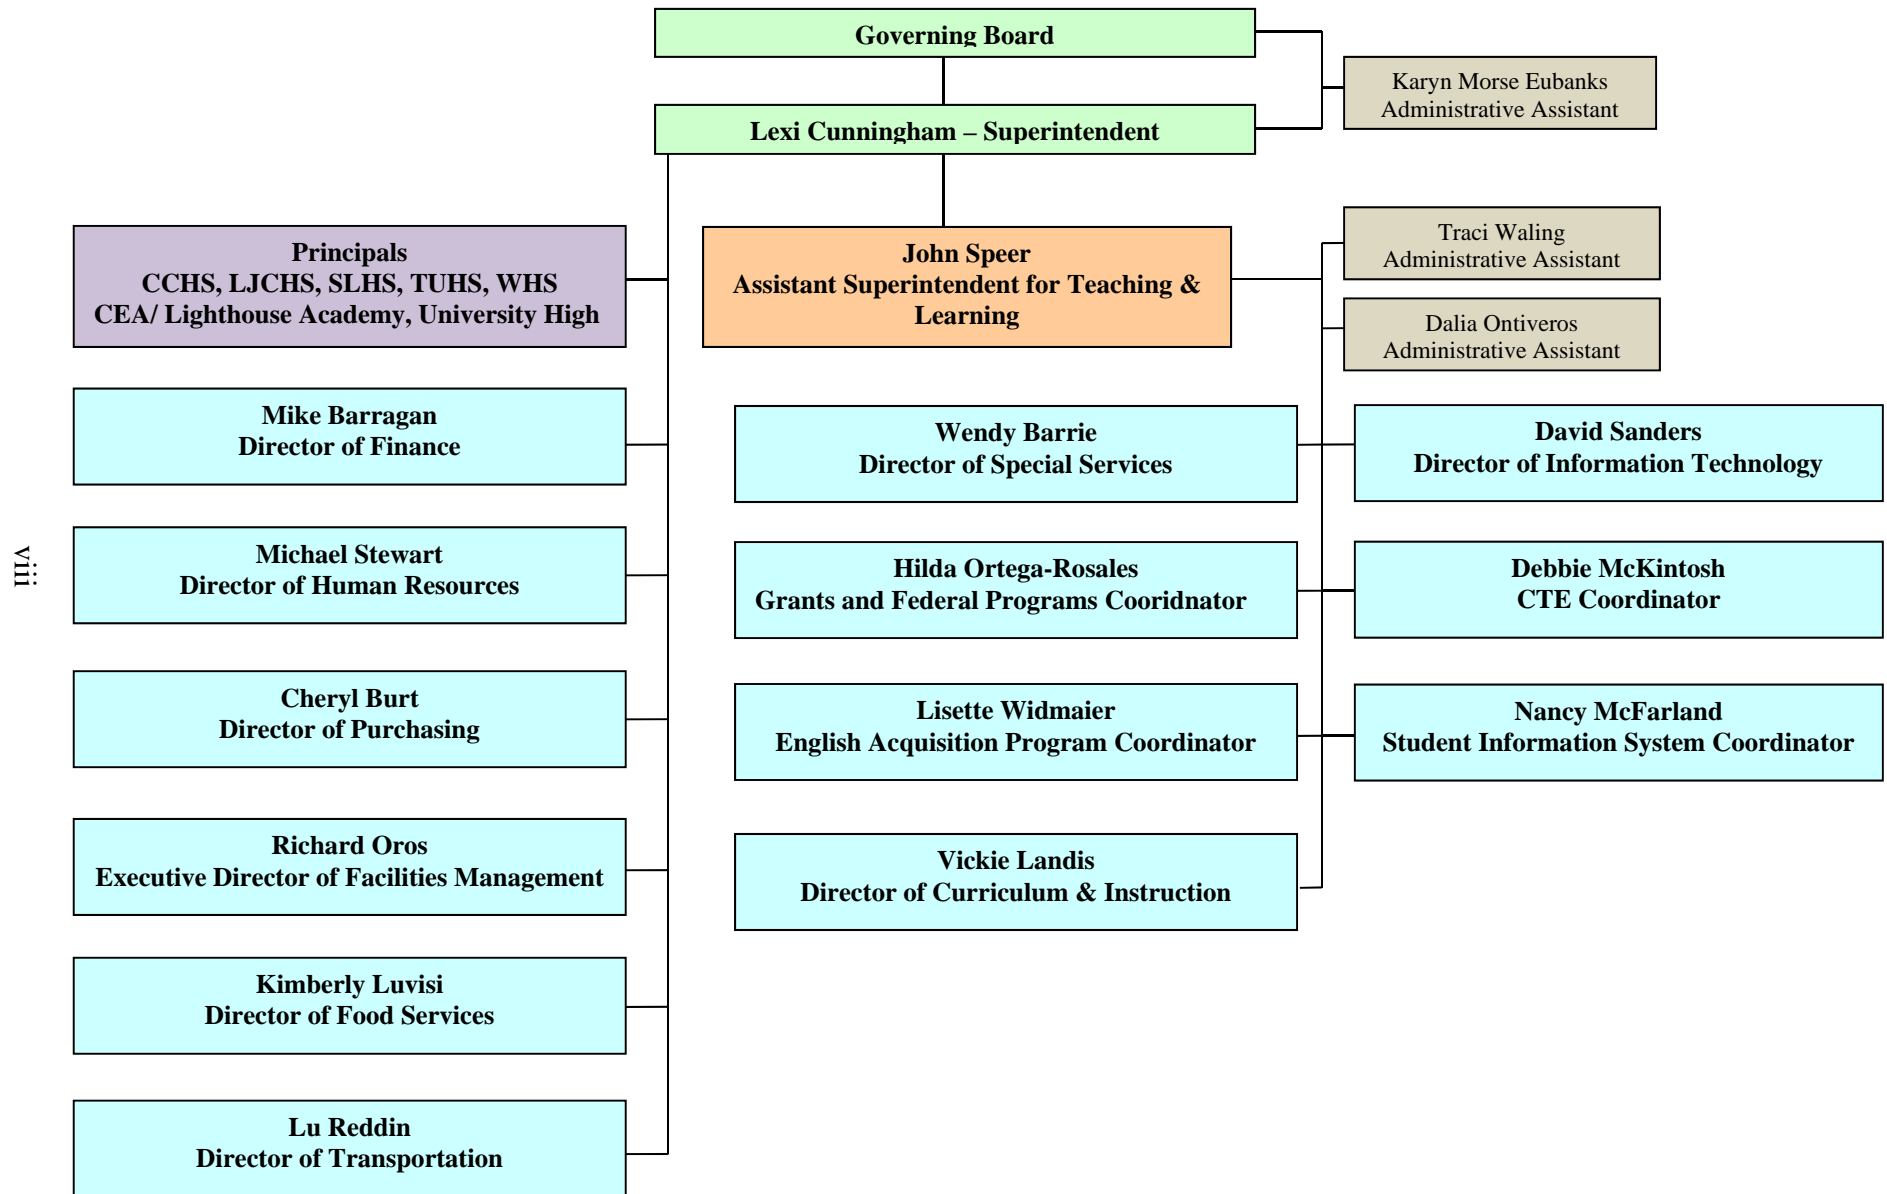 Governing Board
Karyn Morse Eubanks
Administrative Assistant
Lexi Cunningham – Superintendent
Principals
CCHS, LJCHS, SLHS, TUHS, WHS
CEA/ Lighthouse Academy, University High
John Speer
Assistant Superintendent for Teaching &
Learning
Traci Waling
Administrative Assistant
Dalia Ontiveros
Administrative Assistant
Mike Barragan
Director of Finance
Michael Stewart
Director of Human Resources
Cheryl Burt
Director of Purchasing
Richard Oros
Executive Director of Facilities Management
Kimberly Luvisi
Director of Food Services
Lu Reddin
Director of Transportation
Wendy Barrie
Director of Special Services
David Sanders
Director of Information Technology
Hilda Ortega-Rosales
Grants and Federal Programs Cooridnator
Debbie McKintosh
CTE Coordinator
Lisette Widmaier
English Acquisition Program Coordinator
Nancy McFarland
Student Information System Coordinator
Vickie Landis
Director of Curriculum & Instruction
viii